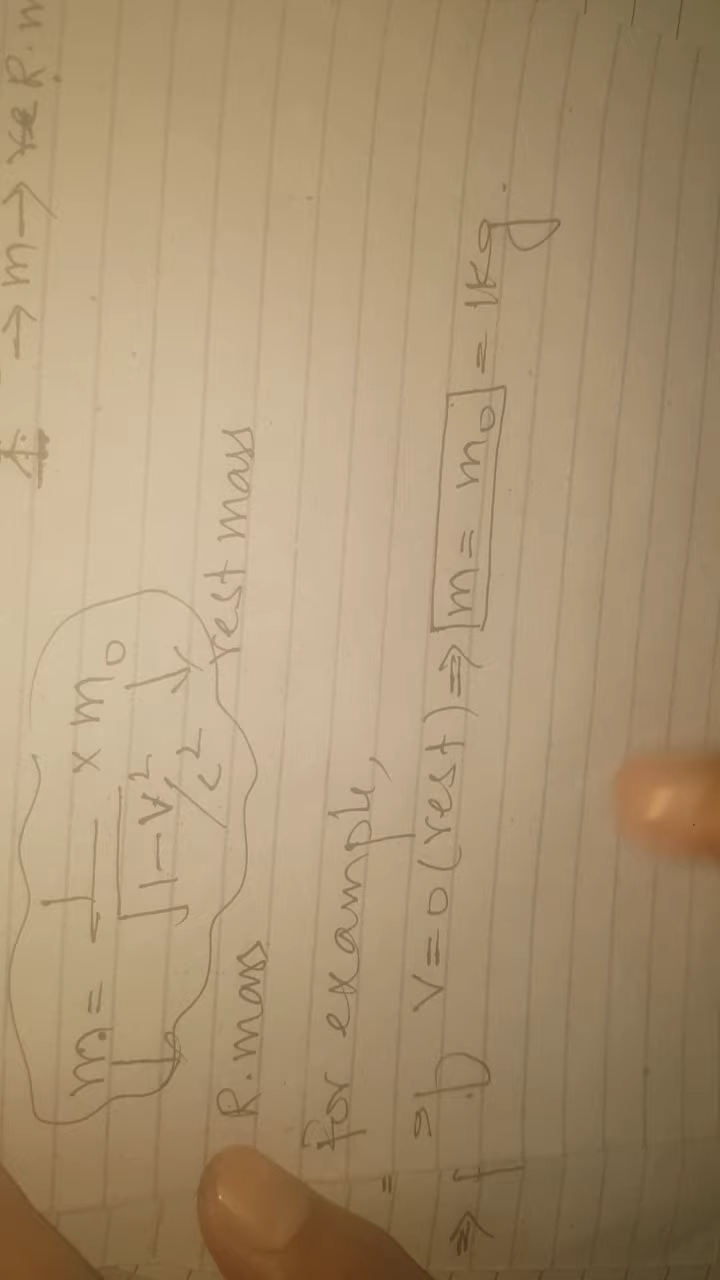 → m → R.m
m = 1/√(1-v²/c²) × m₀
R.mass rest mass
for example,
⇒ if v=0 (rest) ⇒ m = m₀ = 1kg.